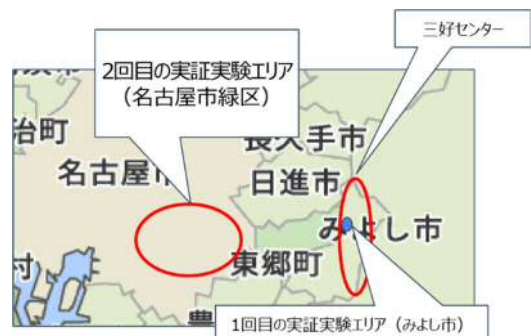 三好センター
2回目の実証実験エリア
（名古屋市緑区）
長久手市
治町
名古屋市
日進市
みよし市
東郷町
村
豊
1回目の実証実験エリア（みよし市）